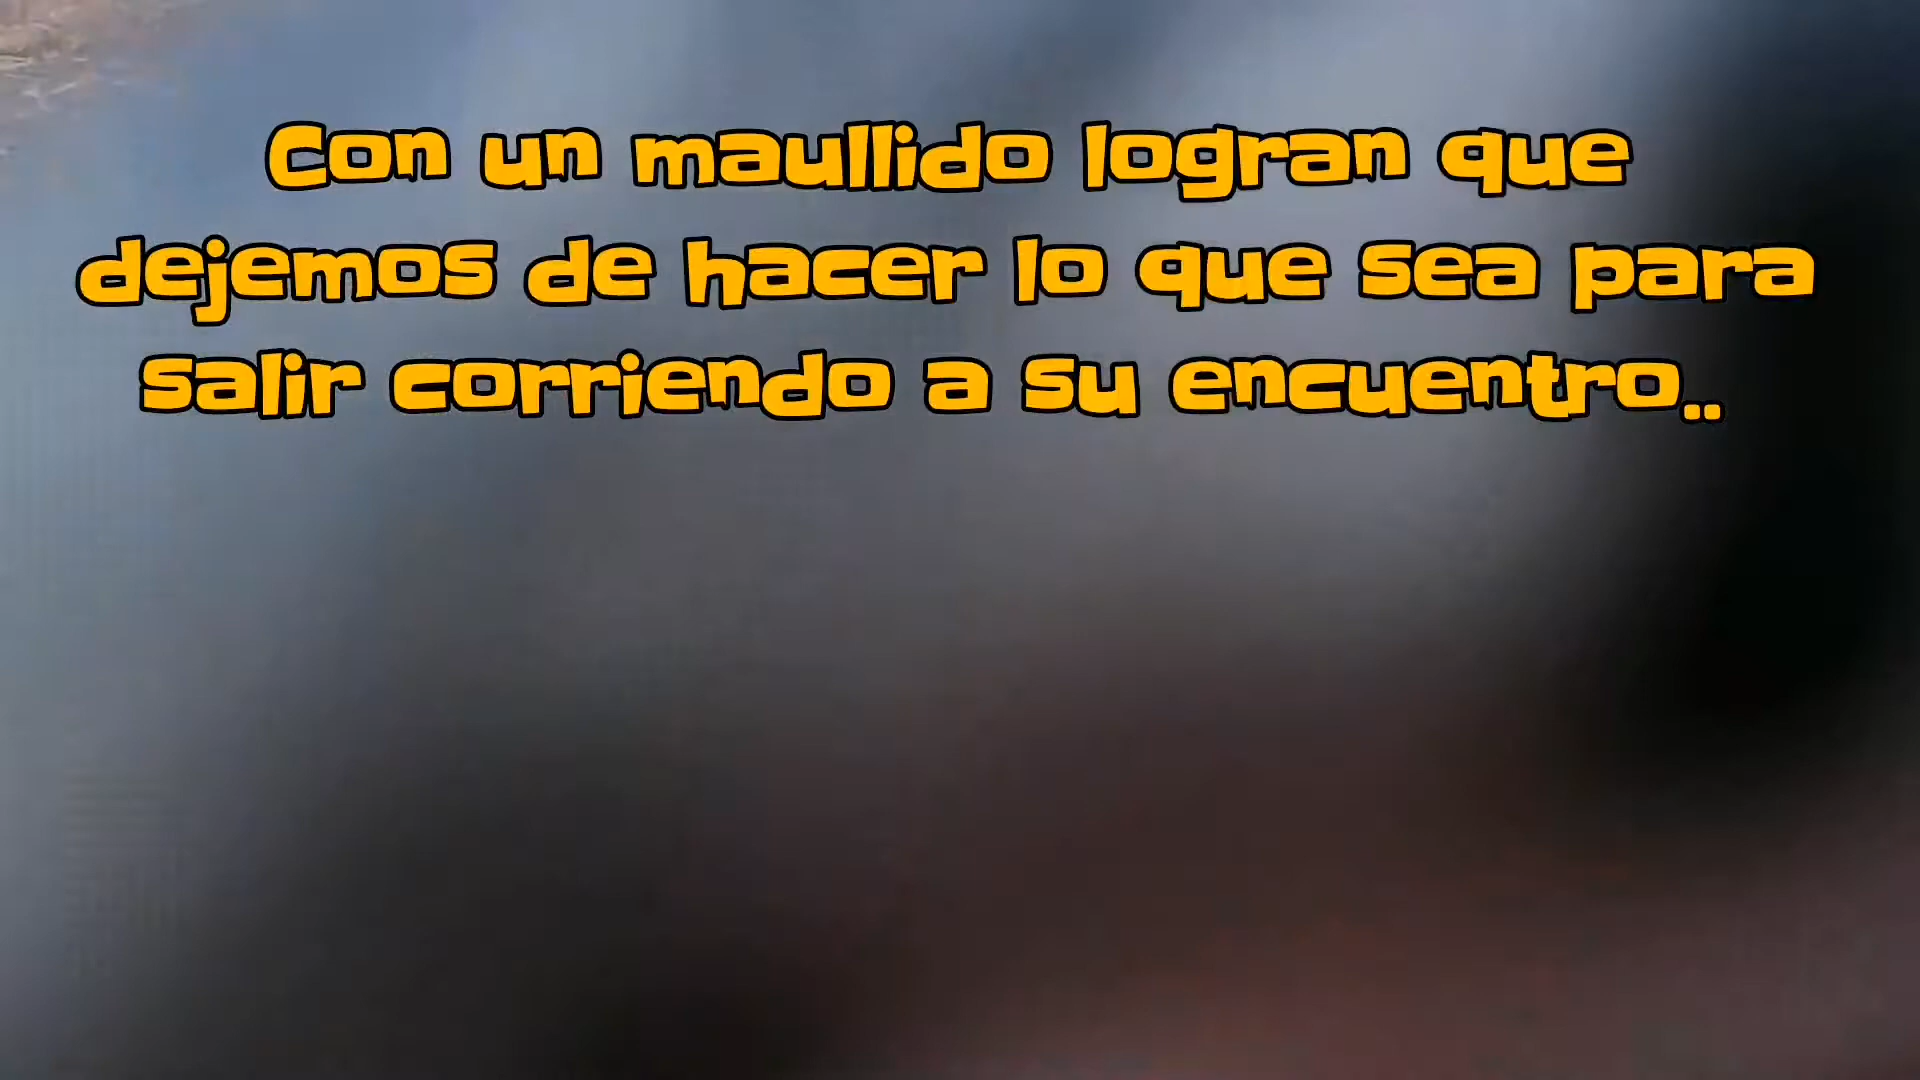 Con un maullido logran que
dejemos de hacer lo que sea para
salir corriendo a su encuentro..